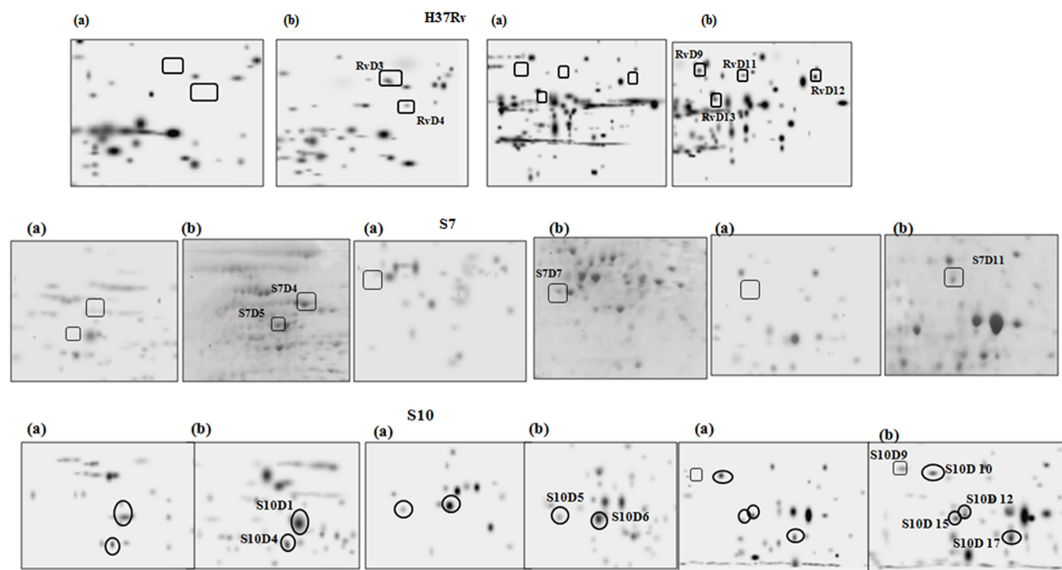 (a) (b) H37Rv (a) (b)
RvD3
RvD4
RvD9
RvD11
RvD12
RvD13
(a) (b) (a) S7 (b) (a) (b)
S7D4
S7D5
S7D7
S7D11
S10
(a) (b) (a) (b) (a) (b)
S10D1
S10D4
S10D5
S10D6
S10D9
S10D 10
S10D 12
S10D 15
S10D 17